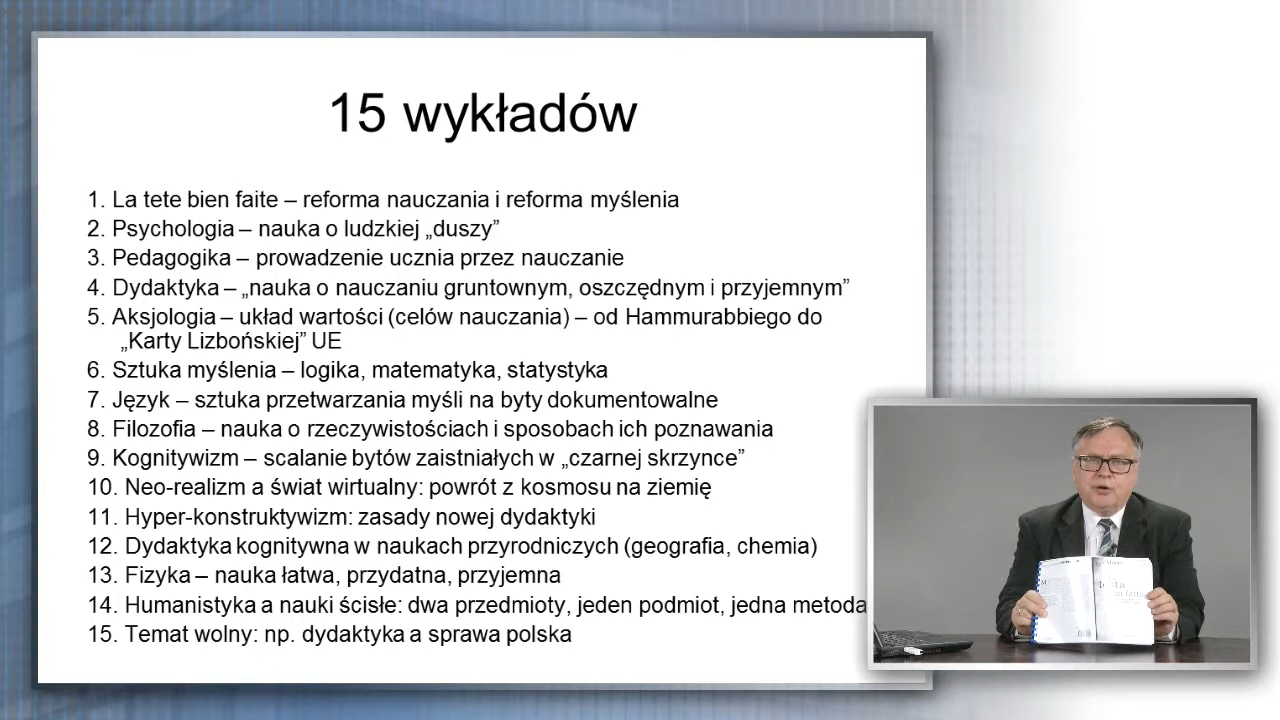 15 wykładów
1. La tete bien faite – reforma nauczania i reforma myślenia
2. Psychologia – nauka o ludzkiej „duszy”
3. Pedagogika – prowadzenie ucznia przez nauczanie
4. Dydaktyka – „nauka o nauczaniu gruntownym, oszczędnym i przyjemnym”
5. Aksjologia – układ wartości (celów nauczania) – od Hammurabbiego do
„Karty Lizbońskiej” UE
6. Sztuka myślenia – logika, matematyka, statystyka
7. Język – sztuka przetwarzania myśli na byty dokumentowalne
8. Filozofia – nauka o rzeczywistościach i sposobach ich poznawania
9. Kognitywizm – scalanie bytów zaistniałych w „czarnej skrzynce”
10. Neo-realizm a świat wirtualny: powrót z kosmosu na ziemię
11. Hyper-konstruktywizm: zasady nowej dydaktyki
12. Dydaktyka kognitywna w naukach przyrodniczych (geografia, chemia)
13. Fizyka – nauka łatwa, przydatna, przyjemna
14. Humanistyka a nauki ścisłe: dwa przedmioty, jeden podmiot, jedna metoda
15. Temat wolny: np. dydaktyka a sprawa polska